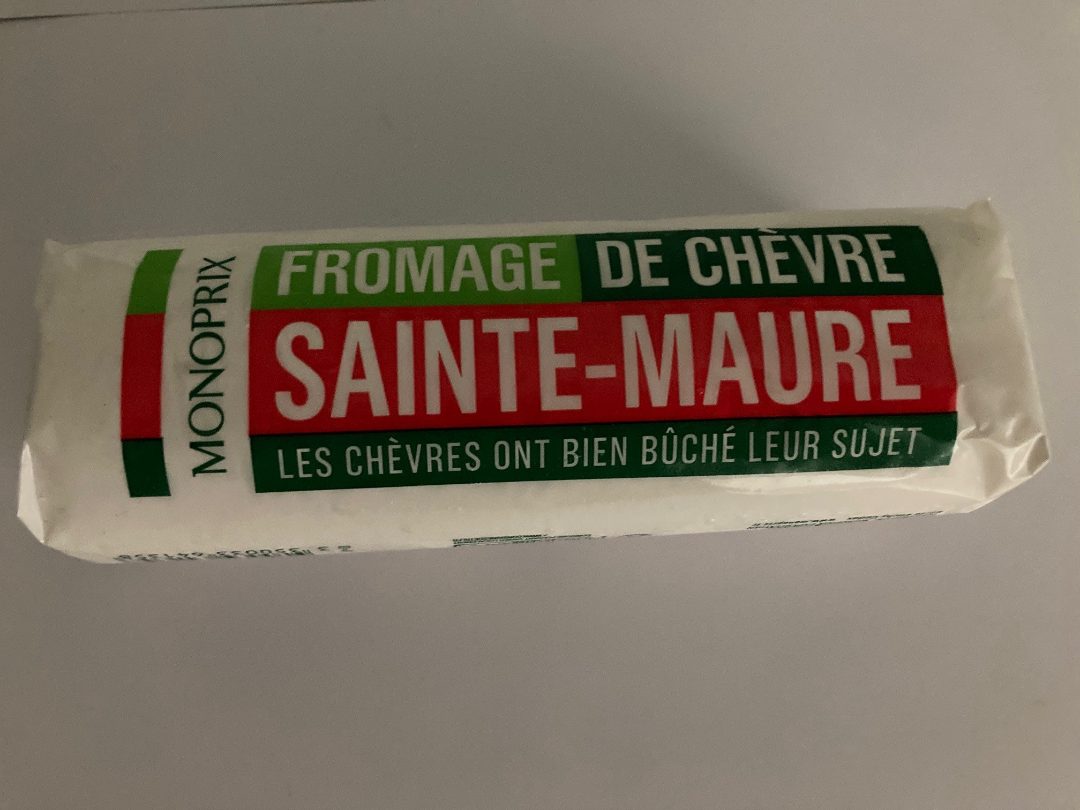 MONOPRIX
FROMAGE DE CHÈVRE
SAINTE-MAURE
LES CHÈVRES ONT BIEN BÛCHÉ LEUR SUJET